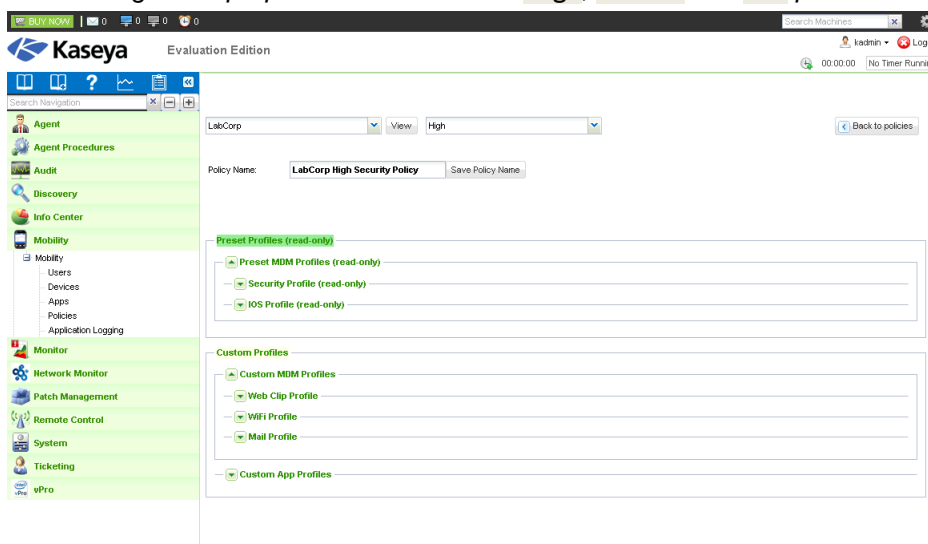 BUY NOW 0 0 0 0 Search Machines
Kaseya Evaluation Edition kadmin
00:00:00
Search Navigation
Agent LabCorp View High Back to policies
Agent Procedures
Audit Policy Name: LabCorp High Security Policy Save Policy Name
Discovery
Info Center
Mobility Preset Profiles (read-only)
Mobility Preset MDM Profiles (read-only)
Users
Devices Security Profile (read-only)
Apps IOS Profile (read-only)
Policies
Application Logging
Monitor Custom Profiles
Network Monitor Custom MDM Profiles
Patch Management Web Clip Profile
Remote Control WiFi Profile
System Mail Profile
Ticketing Custom App Profiles
vPro